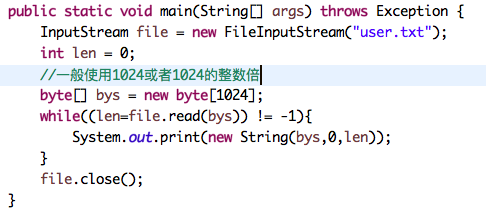 public static void main(String[] args) throws Exception {
InputStream file = new FileInputStream("user.txt");
int len = 0;
//一般使用1024或者1024的整数倍
byte[] bys = new byte[1024];
while((len=file.read(bys)) != -1){
System.out.print(new String(bys,0,len));
}
file.close();
}